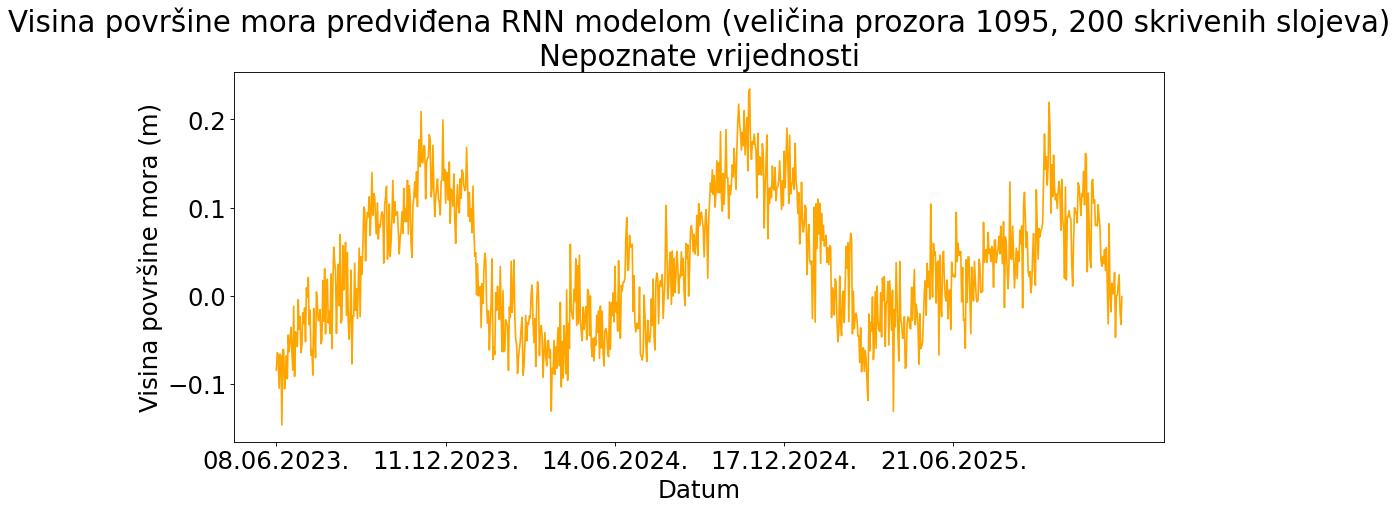 Visina površine mora predviđena RNN modelom (veličina prozora 1095, 200 skrivenih slojeva)
Nepoznate vrijednosti
Visina površine mora (m)
0.2
0.1
0.0
−0.1
08.06.2023. 11.12.2023. 14.06.2024. 17.12.2024. 21.06.2025.
Datum